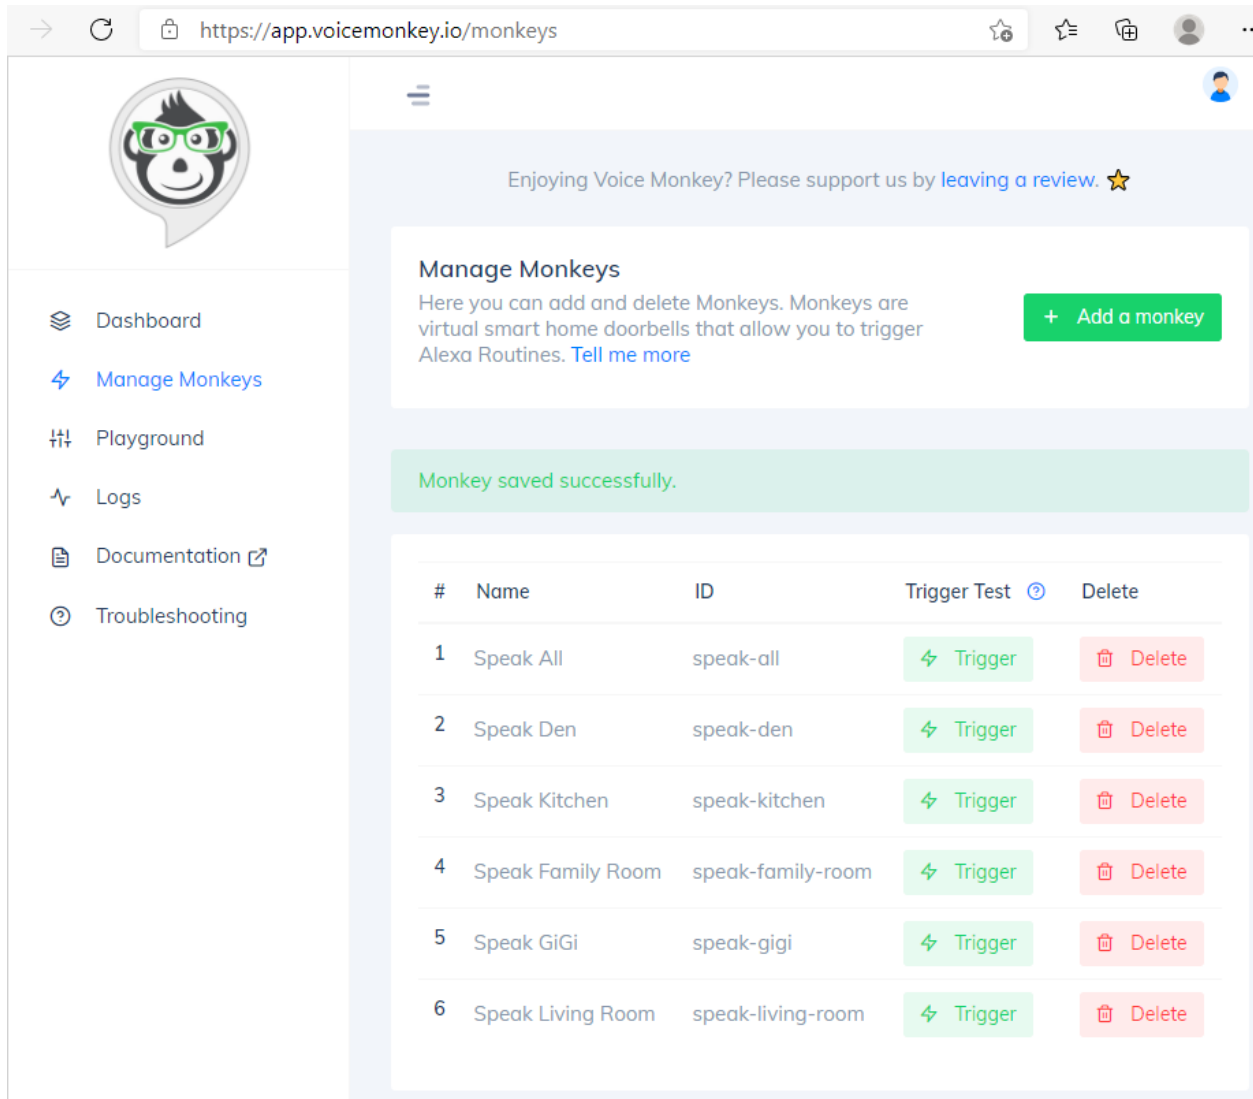 https://app.voicemonkey.io/monkeys
Enjoying Voice Monkey? Please support us by leaving a review.
Dashboard
Manage Monkeys
Playground
Logs
Documentation
Troubleshooting
Manage Monkeys
Here you can add and delete Monkeys. Monkeys are
virtual smart home doorbells that allow you to trigger
Alexa Routines. Tell me more
+ Add a monkey
Monkey saved successfully.
# Name ID Trigger Test ? Delete
1 Speak All speak-all Trigger Delete
2 Speak Den speak-den Trigger Delete
3 Speak Kitchen speak-kitchen Trigger Delete
4 Speak Family Room speak-family-room Trigger Delete
5 Speak GiGi speak-gigi Trigger Delete
6 Speak Living Room speak-living-room Trigger Delete